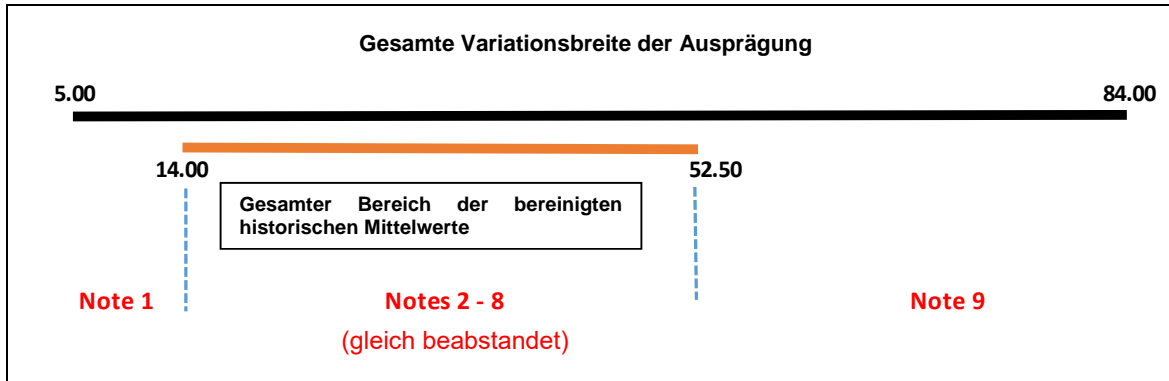 Gesamte Variationsbreite der Ausprägung
5.00 84.00
14.00 52.50
Gesamter Bereich der bereinigten
historischen Mittelwerte
Note 1 Notes 2 - 8 Note 9
(gleich beabstandet)